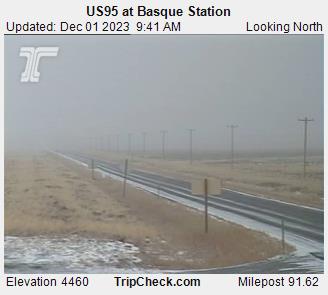 US95 at Basque Station
Updated: Dec 01 2023 9:41 AM Looking North
Elevation 4460 TripCheck.com Milepost 91.62